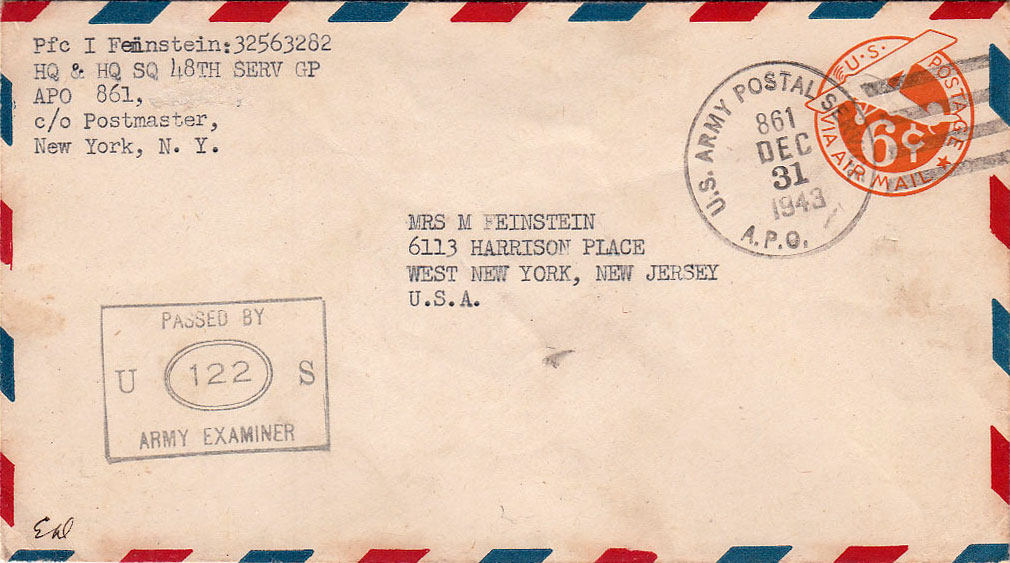 Pfc I Feinstein:32563282
HQ & HQ SQ 48TH SERV GP
APO 861,
c/o Postmaster,
New York, N. Y.
U.S. POSTAGE
VIA AIR MAIL
6¢
U.S. ARMY POSTAL
861
DEC
31
1943
A.P.O.
MRS M FEINSTEIN
6113 HARRISON PLACE
WEST NEW YORK, NEW JERSEY
U.S.A.
PASSED BY
U 122 S
ARMY EXAMINER